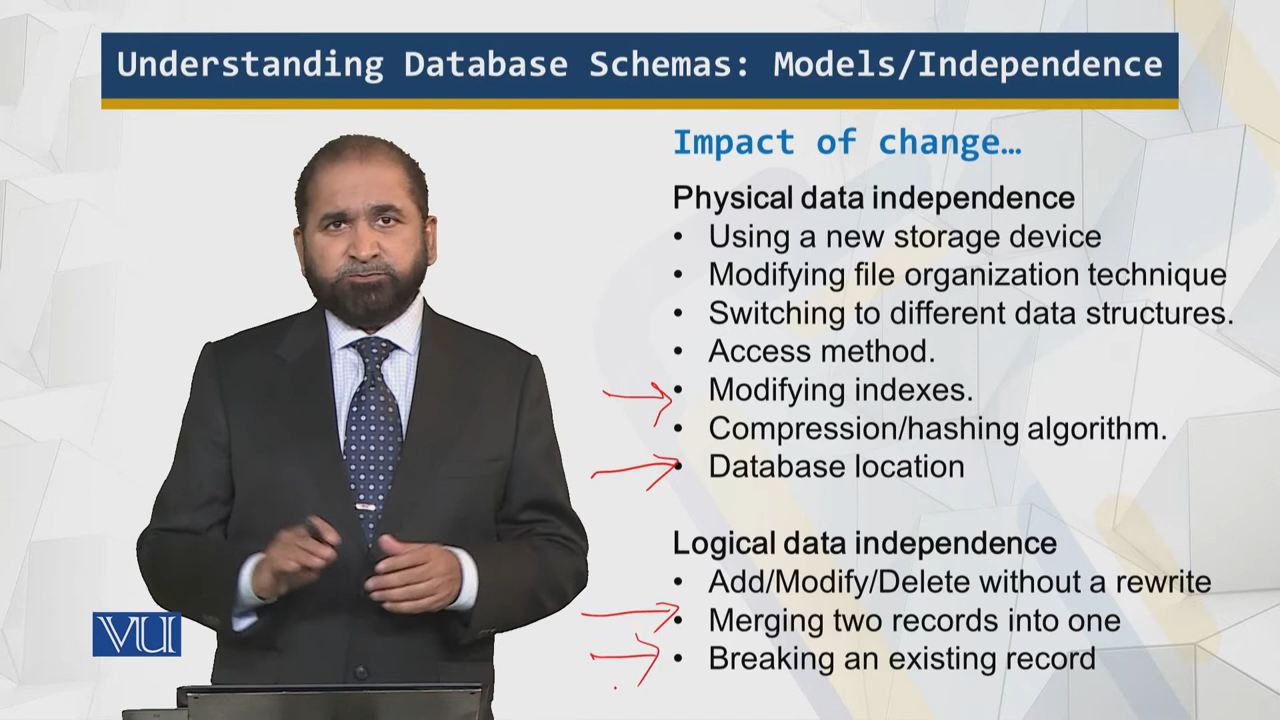 Understanding Database Schemas: Models/Independence
Impact of change…
Physical data independence
• Using a new storage device
• Modifying file organization technique
• Switching to different data structures.
• Access method.
• Modifying indexes.
• Compression/hashing algorithm.
• Database location
Logical data independence
• Add/Modify/Delete without a rewrite
• Merging two records into one
• Breaking an existing record
VU